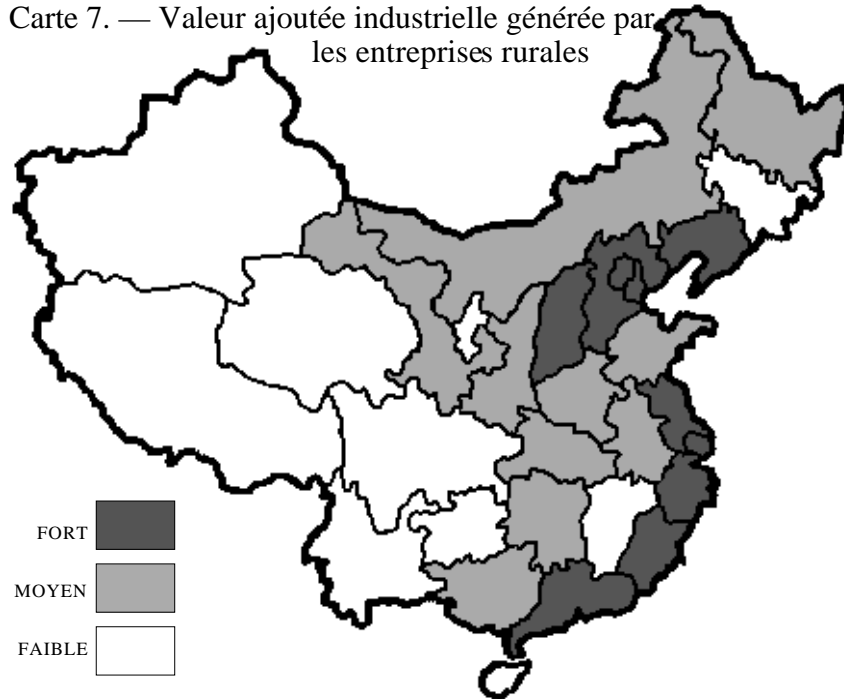 Carte 7. — Valeur ajoutée industrielle générée par
les entreprises rurales
FORT
MOYEN
FAIBLE